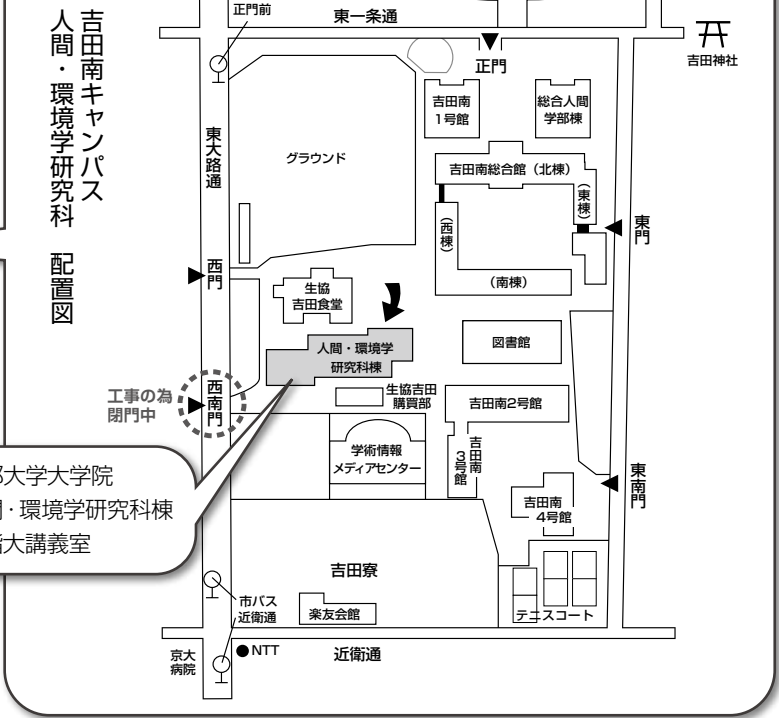 吉田南キャンパス
人間・環境学研究科 配置図
正門前
東一条通
正門
吉田神社
吉田南
1号館
総合人間
学部棟
東大路通
グラウンド
吉田南総合館（北棟）
（東棟）
（西棟）
東門
西門
（南棟）
生協
吉田食堂
人間・環境学
研究科棟
図書館
工事の為
閉門中
西南門
生協吉田
購買部
吉田南2号館
学術情報
メディアセンター
吉田南
3号館
東南門
吉田南
4号館
都大学大学院
間・環境学研究科棟
階大講義室
吉田寮
市バス
近衛通
楽友会館
テニスコート
京大
病院
NTT
近衛通